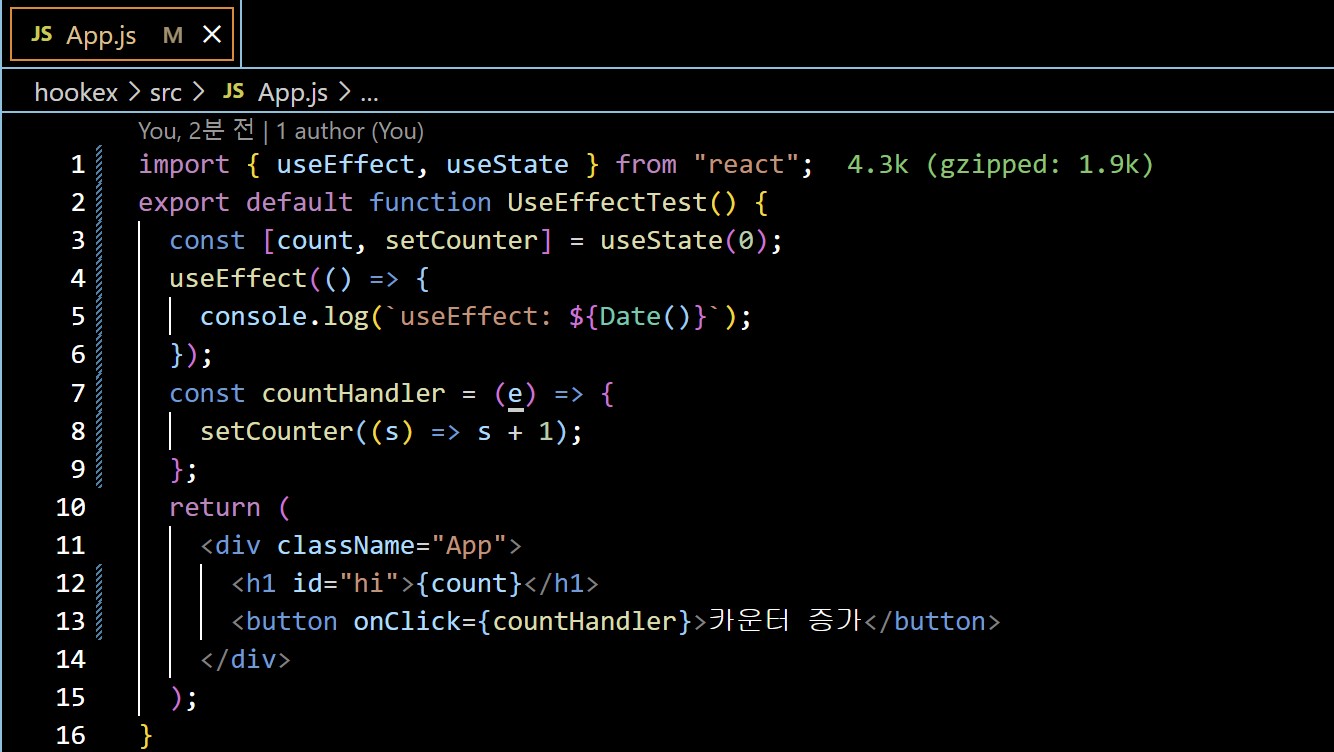 JS App.js M ×
hookex > src > JS App.js > ...
You, 2분 전 | 1 author (You)
1 import { useEffect, useState } from "react"; 4.3k (gzipped: 1.9k)
2 export default function UseEffectTest() {
3 const [count, setCounter] = useState(0);
4 useEffect(() => {
5 console.log(`useEffect: ${Date()}`);
6 });
7 const countHandler = (e) => {
8 setCounter((s) => s + 1);
9 };
10 return (
11 <div className="App">
12 <h1 id="hi">{count}</h1>
13 <button onClick={countHandler}>카운터 증가</button>
14 </div>
15 );
16 }